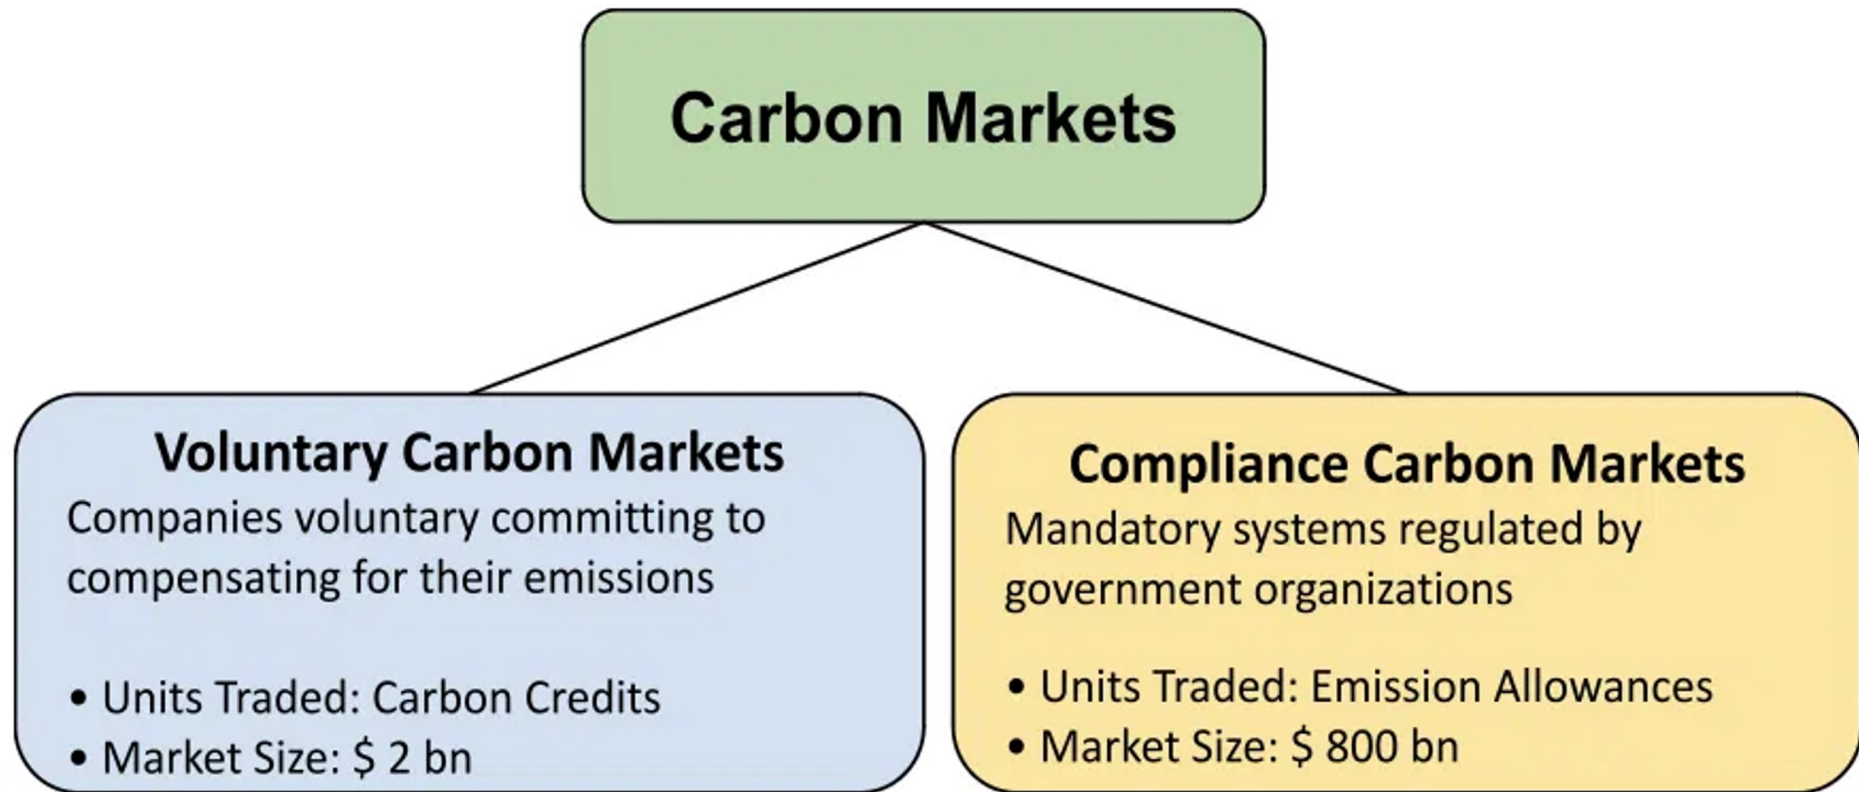 Carbon Markets
Voluntary Carbon Markets
Companies voluntary committing to
compensating for their emissions
• Units Traded: Carbon Credits
• Market Size: $ 2 bn
Compliance Carbon Markets
Mandatory systems regulated by
government organizations
• Units Traded: Emission Allowances
• Market Size: $ 800 bn